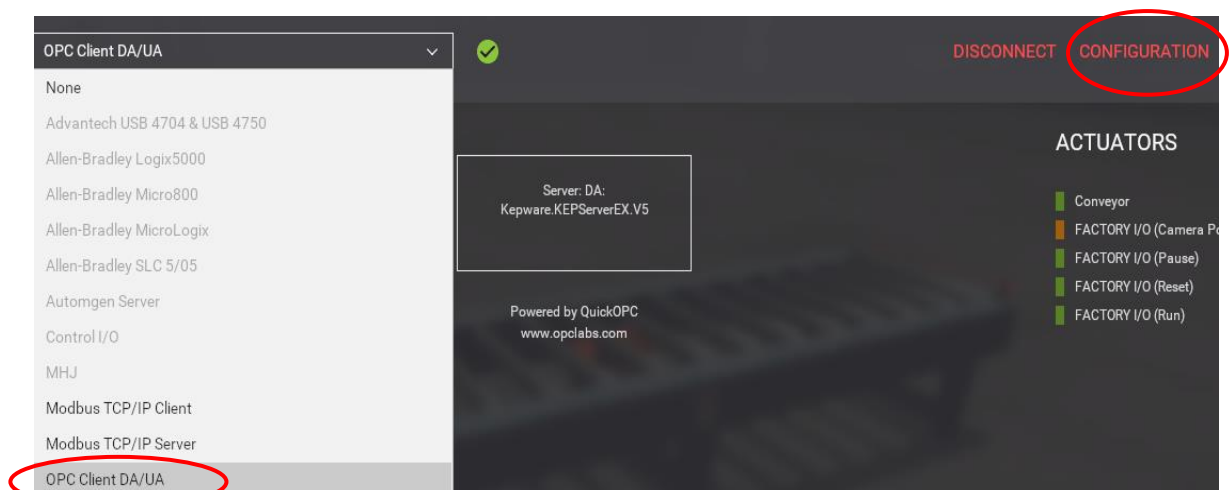 OPC Client DA/UA
DISCONNECT CONFIGURATION
None
Advantech USB 4704 & USB 4750
Allen-Bradley Logix5000
Allen-Bradley Micro800
Allen-Bradley MicroLogix
Allen-Bradley SLC 5/05
Automgen Server
Control I/O
MHJ
Modbus TCP/IP Client
Modbus TCP/IP Server
OPC Client DA/UA
Server: DA:
Kepware.KEPServerEX.V5
Powered by QuickOPC
www.opclabs.com
ACTUATORS
Conveyor
FACTORY I/O (Camera
FACTORY I/O (Pause)
FACTORY I/O (Reset)
FACTORY I/O (Run)